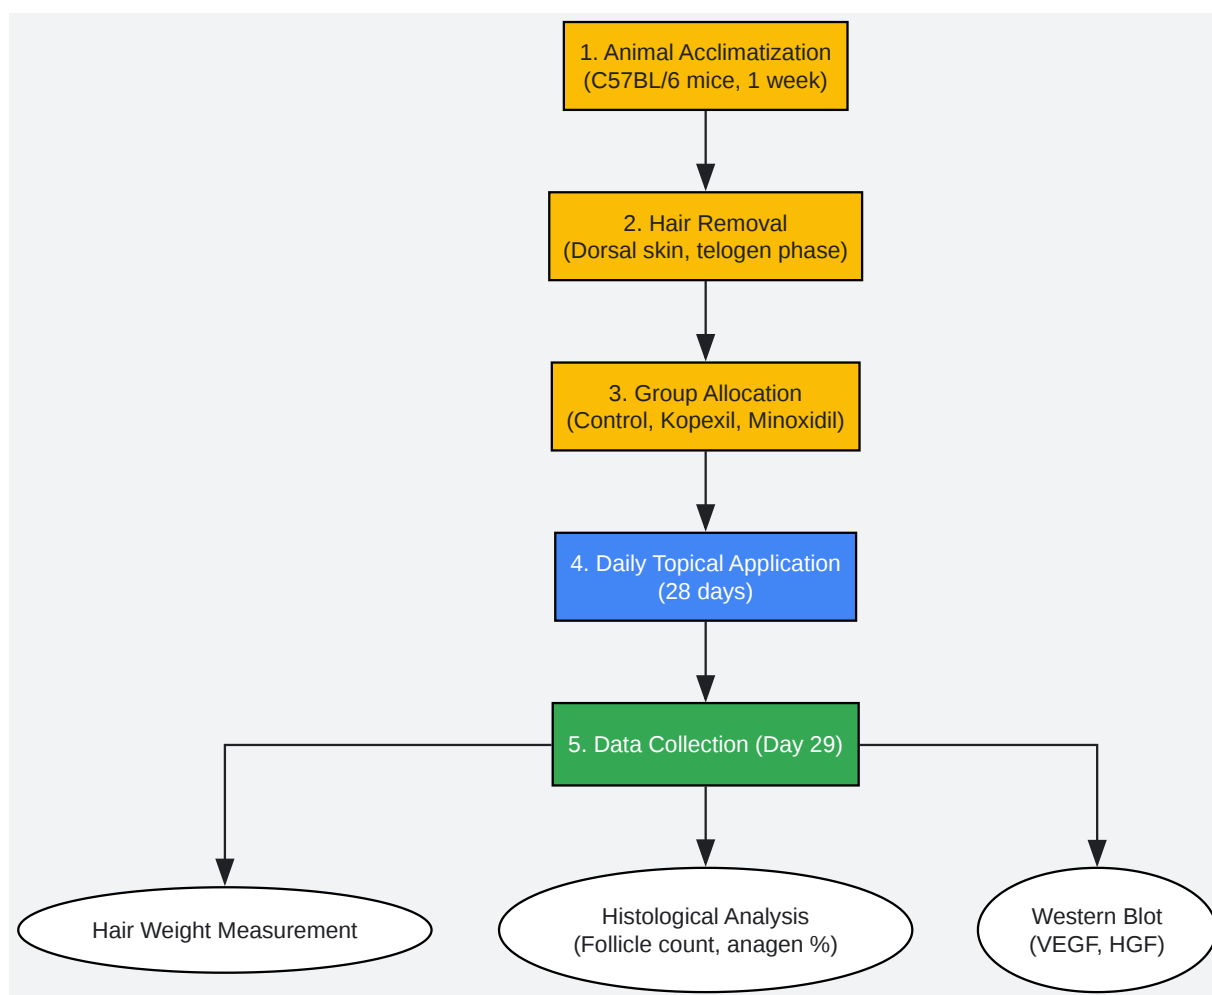 1. Animal Acclimatization
(C57BL/6 mice, 1 week)
2. Hair Removal
(Dorsal skin, telogen phase)
3. Group Allocation
(Control, Kopexil, Minoxidil)
4. Daily Topical Application
(28 days)
5. Data Collection (Day 29)
Hair Weight Measurement
Histological Analysis
(Follicle count, anagen %)
Western Blot
(VEGF, HGF)